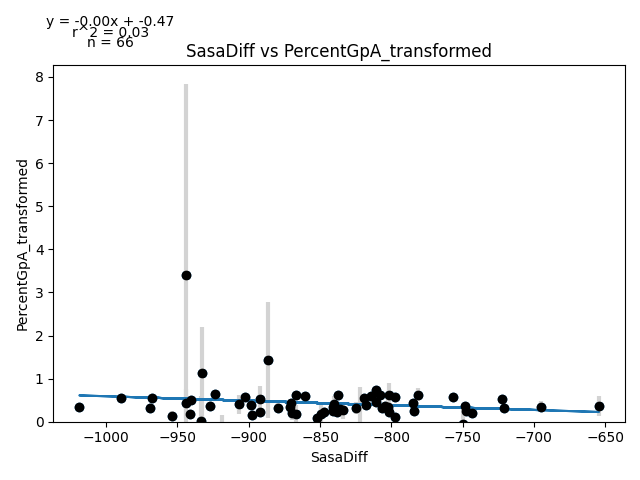 y = -0.00x + -0.47
r^2 = 0.03
n = 66
SasaDiff vs PercentGpA_transformed
PercentGpA_transformed
8
7
6
5
4
3
2
1
0
−1000 −950 −900 −850 −800 −750 −700 −650
SasaDiff